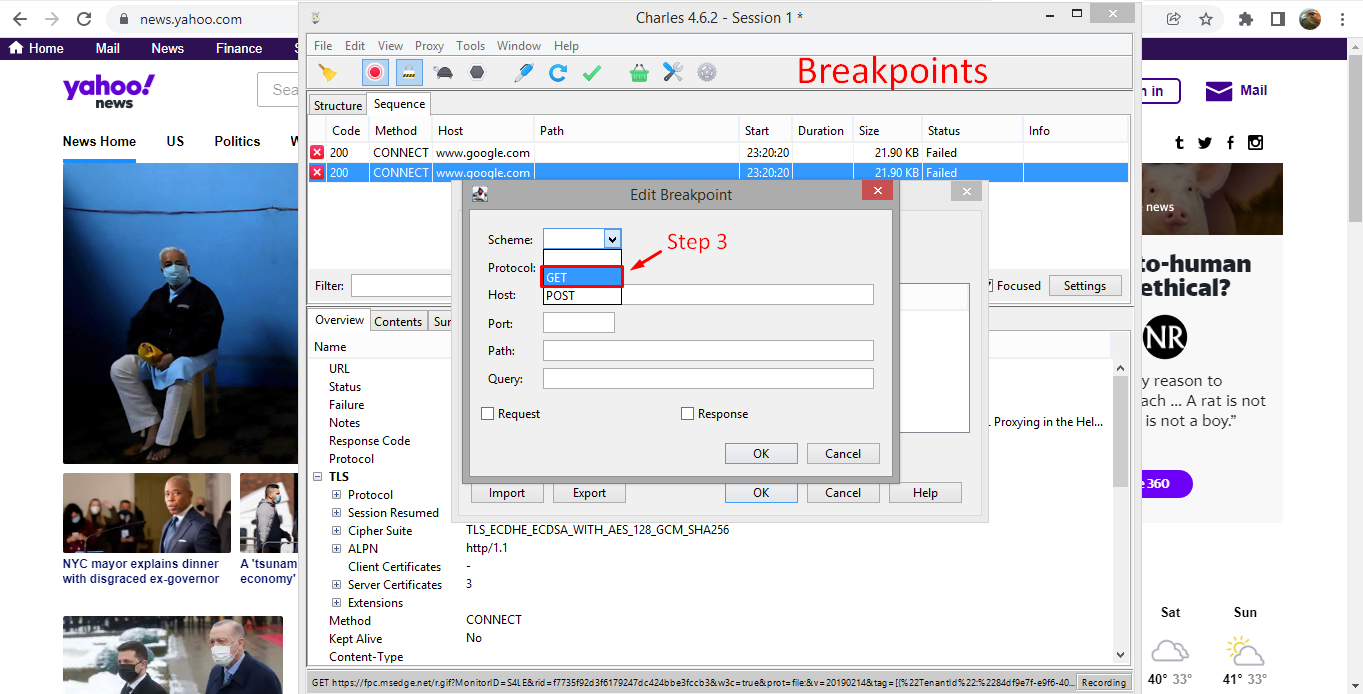 news.yahoo.com
Home Mail News Finance S
yahoo!
news
Sea
n in
Mail
News Home US Politics W
NYC mayor explains dinner
with disgraced ex-governor
A 'tsunam
economy'
Charles 4.6.2 - Session 1 *
File Edit View Proxy Tools Window Help
Breakpoints
Structure Sequence
Code Method Host Path Start Duration Size Status Info
200 CONNECT www.google.com 23:20:20 21.90 KB Failed
200 CONNECT www.google.com 23:20:20 21.90 KB Failed
Filter:
Focused
Settings
Edit Breakpoint
Scheme:
Step 3
Protocol:
GET
Host:
POST
Port:
Path:
Query:
Request
Response
OK Cancel
Import Export OK Cancel Help
Overview Contents Sum
Name
URL
Status
Failure
Notes
L Proxying in the Hel...
Response Code
Protocol
TLS
Protocol
Session Resumed
Cipher Suite TLS_ECDHE_ECDSA_WITH_AES_128_GCM_SHA256
ALPN http/1.1
Client Certificates -
Server Certificates 3
Extensions
Method CONNECT
Kept Alive No
Content-Type
GET https://fpc.msedge.net/r.gif?MonitorID=S4LE&rid=f7735f92d3f6179247dc424bbe3fccb3&w3c=true&prot=file:&v=20190214&tag=[[%22TenantId%22:%2284df9e7f-e9f6-40...
Recording
news
to-human
ethical?
NR
y reason to
ach ... A rat is not
is not a boy.”
e 360
Sat Sun
40° 33° 41° 33°